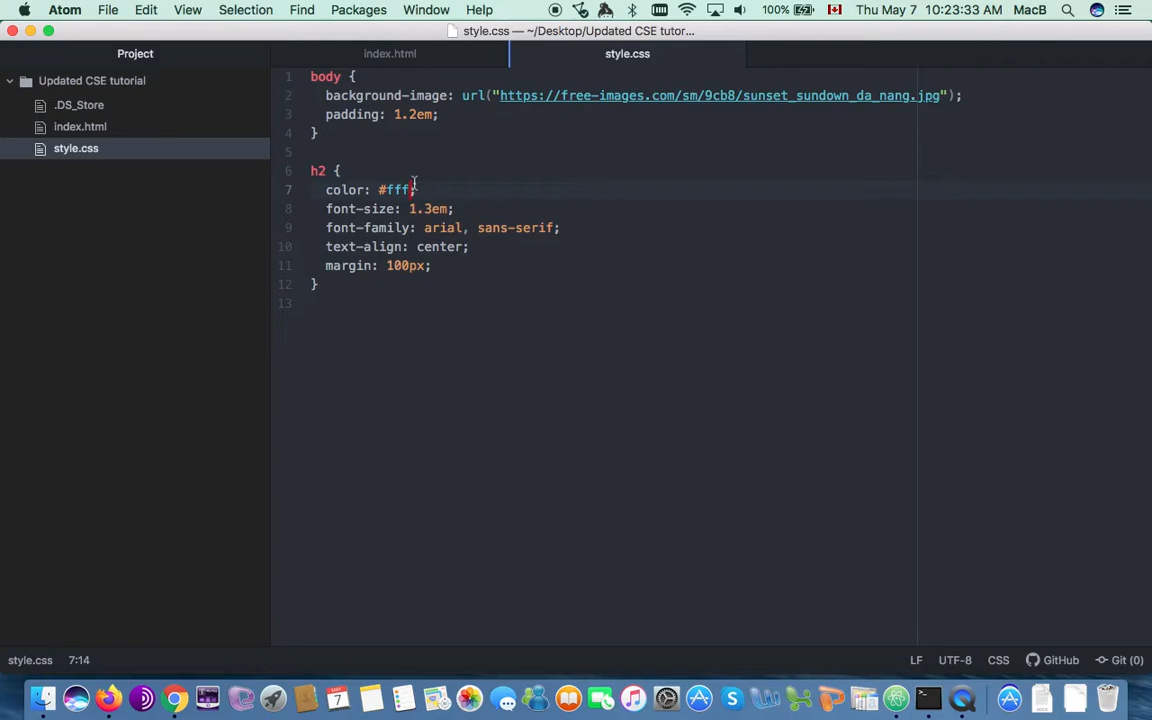 Atom File Edit View Selection Find Packages Window Help 100% Thu May 7 10:23:33 AM MacB
style.css — ~/Desktop/Updated CSE tutor...
Project index.html style.css
Updated CSE tutorial
.DS_Store
index.html
style.css
1 body {
2 background-image: url("https://free-images.com/sm/9cb8/sunset_sundown_da_nang.jpg");
3 padding: 1.2em;
4 }
5
6 h2 {
7 color: #fff;
8 font-size: 1.3em;
9 font-family: arial, sans-serif;
10 text-align: center;
11 margin: 100px;
12 }
13
style.css 7:14 LF UTF-8 CSS GitHub Git (0)